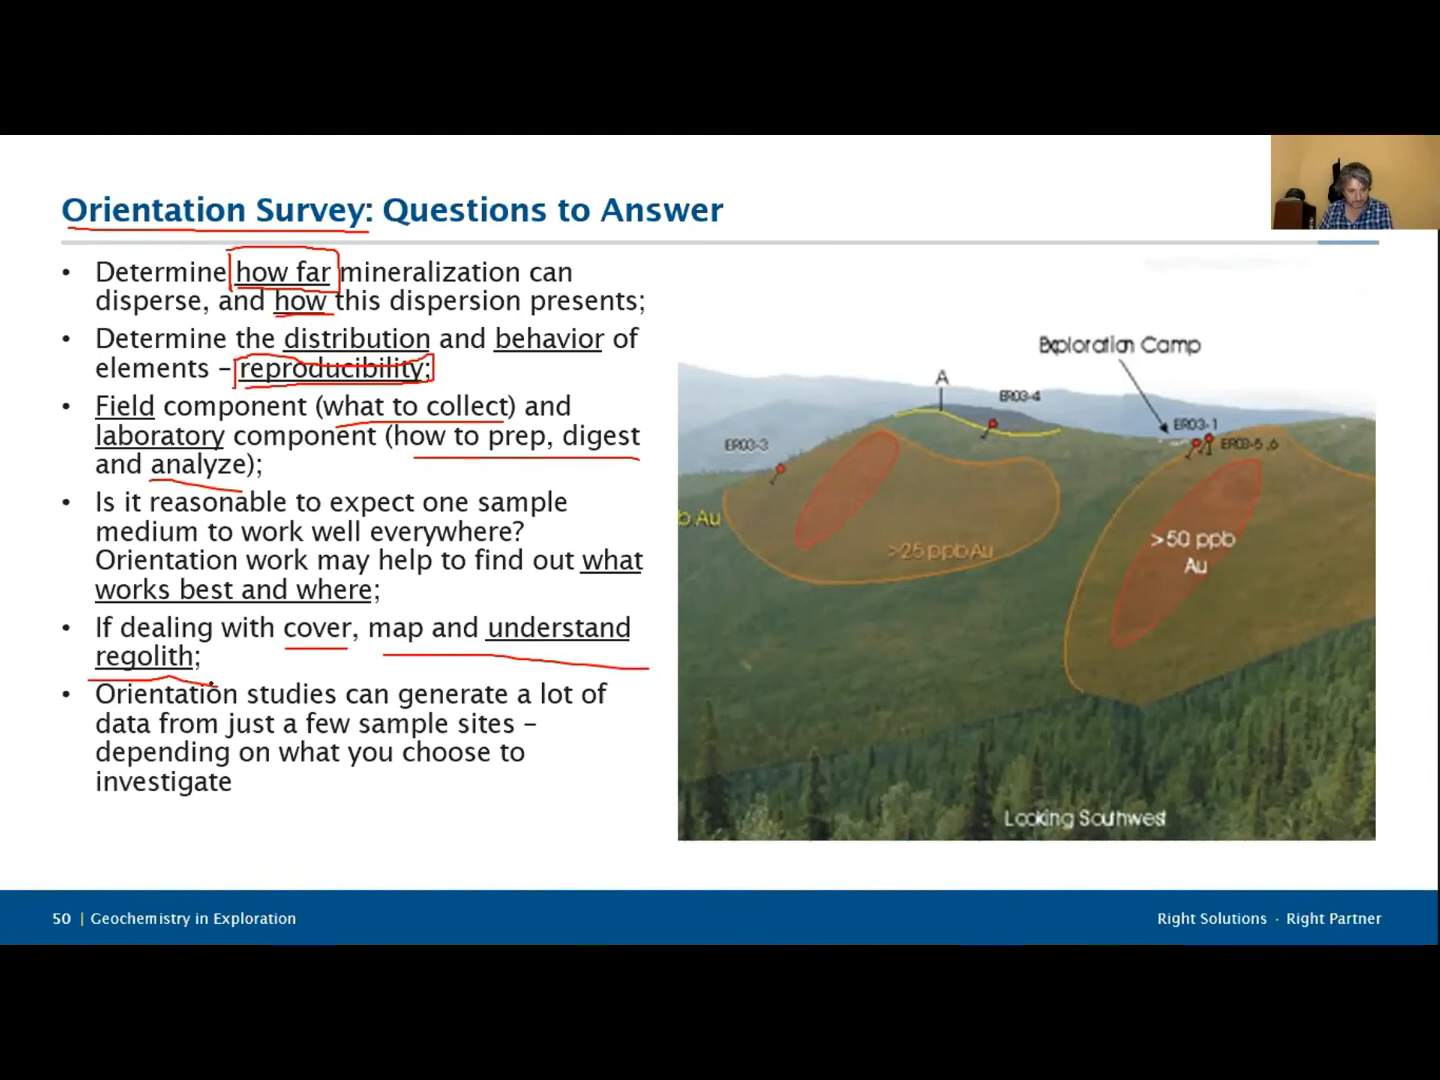 Orientation Survey: Questions to Answer
• Determine how far mineralization can
disperse, and how this dispersion presents;
• Determine the distribution and behavior of
elements – reproducibility;
• Field component (what to collect) and
laboratory component (how to prep, digest
and analyze);
• Is it reasonable to expect one sample
medium to work well everywhere?
Orientation work may help to find out what
works best and where;
• If dealing with cover, map and understand
regolith;
• Orientation studies can generate a lot of
data from just a few sample sites –
depending on what you choose to
investigate
Exploration Camp
A
ER03-4
ER03-1
ER03-3
ER03-5,6
b Au
>25 ppb Au
>50 ppb
Au
Looking Southwest
50 | Geochemistry in Exploration
Right Solutions · Right Partner